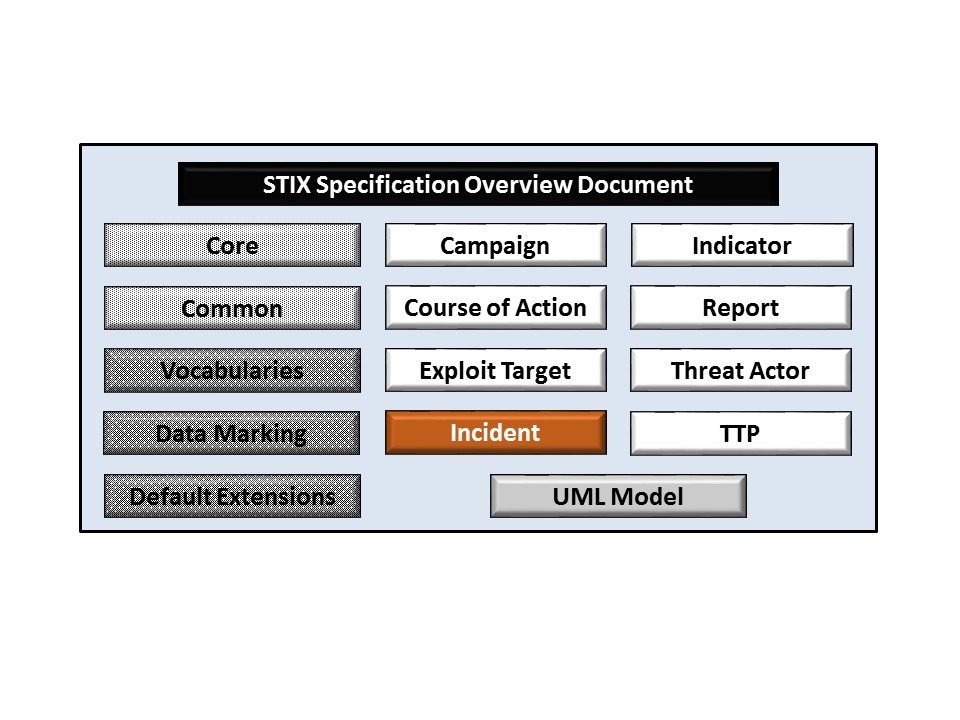 STIX Specification Overview Document
Core
Campaign
Indicator
Common
Course of Action
Report
Vocabularies
Exploit Target
Threat Actor
Data Marking
Incident
TTP
Default Extensions
UML Model